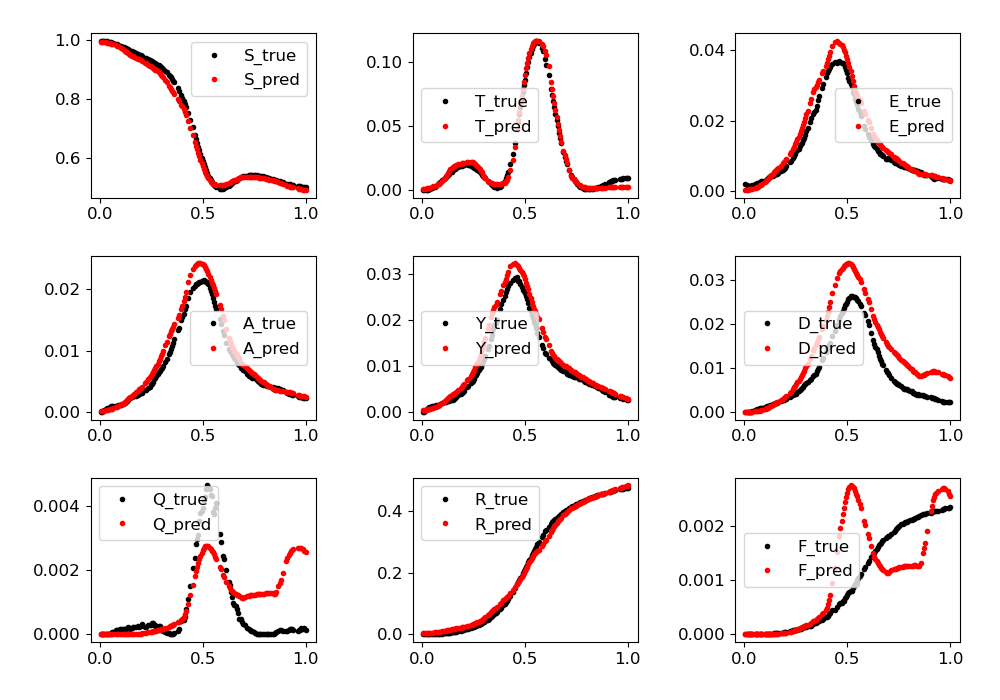 1.0
0.8
0.6
0.0 0.5 1.0
S_true
S_pred
0.10
0.05
0.00
0.0 0.5 1.0
T_true
T_pred
0.04
0.02
0.00
0.0 0.5 1.0
E_true
E_pred
0.02
0.01
0.00
0.0 0.5 1.0
A_true
A_pred
0.03
0.02
0.01
0.00
0.0 0.5 1.0
Y_true
Y_pred
0.03
0.02
0.01
0.00
0.0 0.5 1.0
D_true
D_pred
0.004
0.002
0.000
0.0 0.5 1.0
Q_true
Q_pred
0.4
0.2
0.0
0.0 0.5 1.0
R_true
R_pred
0.002
0.001
0.000
0.0 0.5 1.0
F_true
F_pred